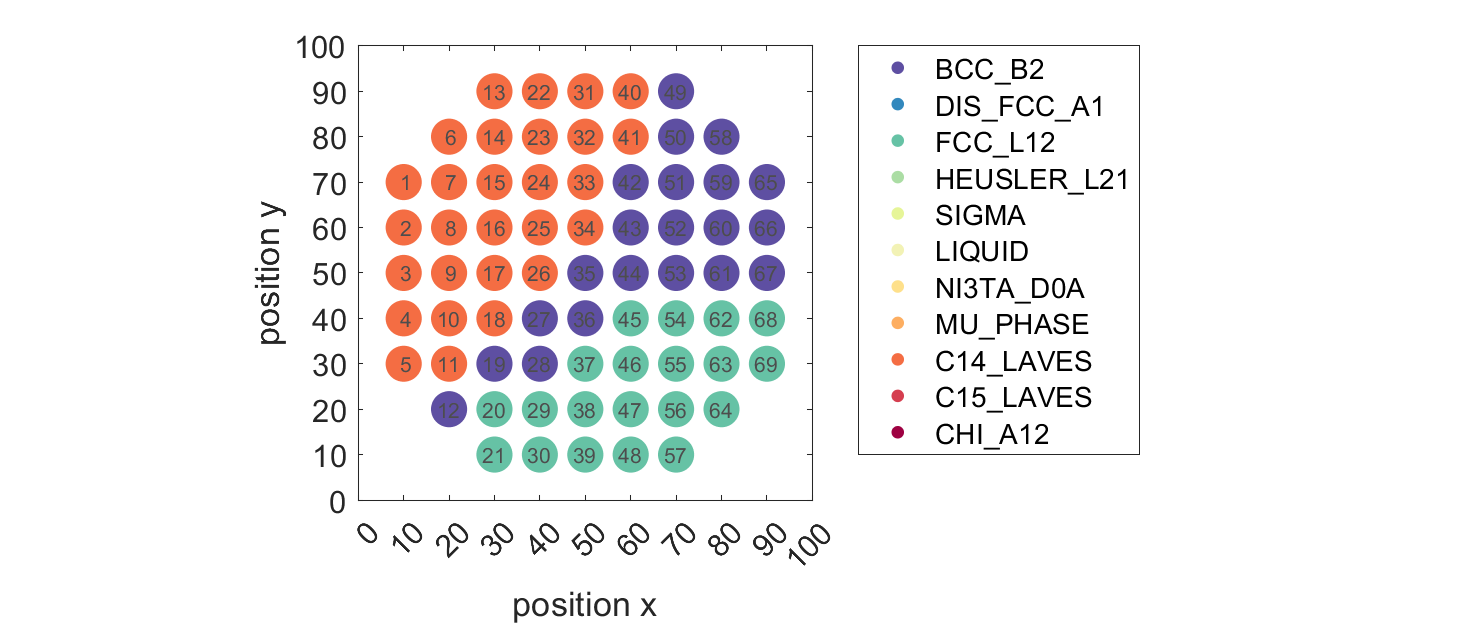 100
90 13 22 31 40 49
80 6 14 23 32 41 50 58
70 1 7 15 24 33 42 51 59 65
60 2 8 16 25 34 43 52 60 66
50 3 9 17 26 35 44 53 61 67
40 4 10 18 27 36 45 54 62 68
30 5 11 19 28 37 46 55 63 69
20 12 20 29 38 47 56 64
10 21 30 39 48 57
0
0 10 20 30 40 50 60 70 80 90 100
position x
position y
BCC_B2
DIS_FCC_A1
FCC_L12
HEUSLER_L21
SIGMA
LIQUID
NI3TA_D0A
MU_PHASE
C14_LAVES
C15_LAVES
CHI_A12